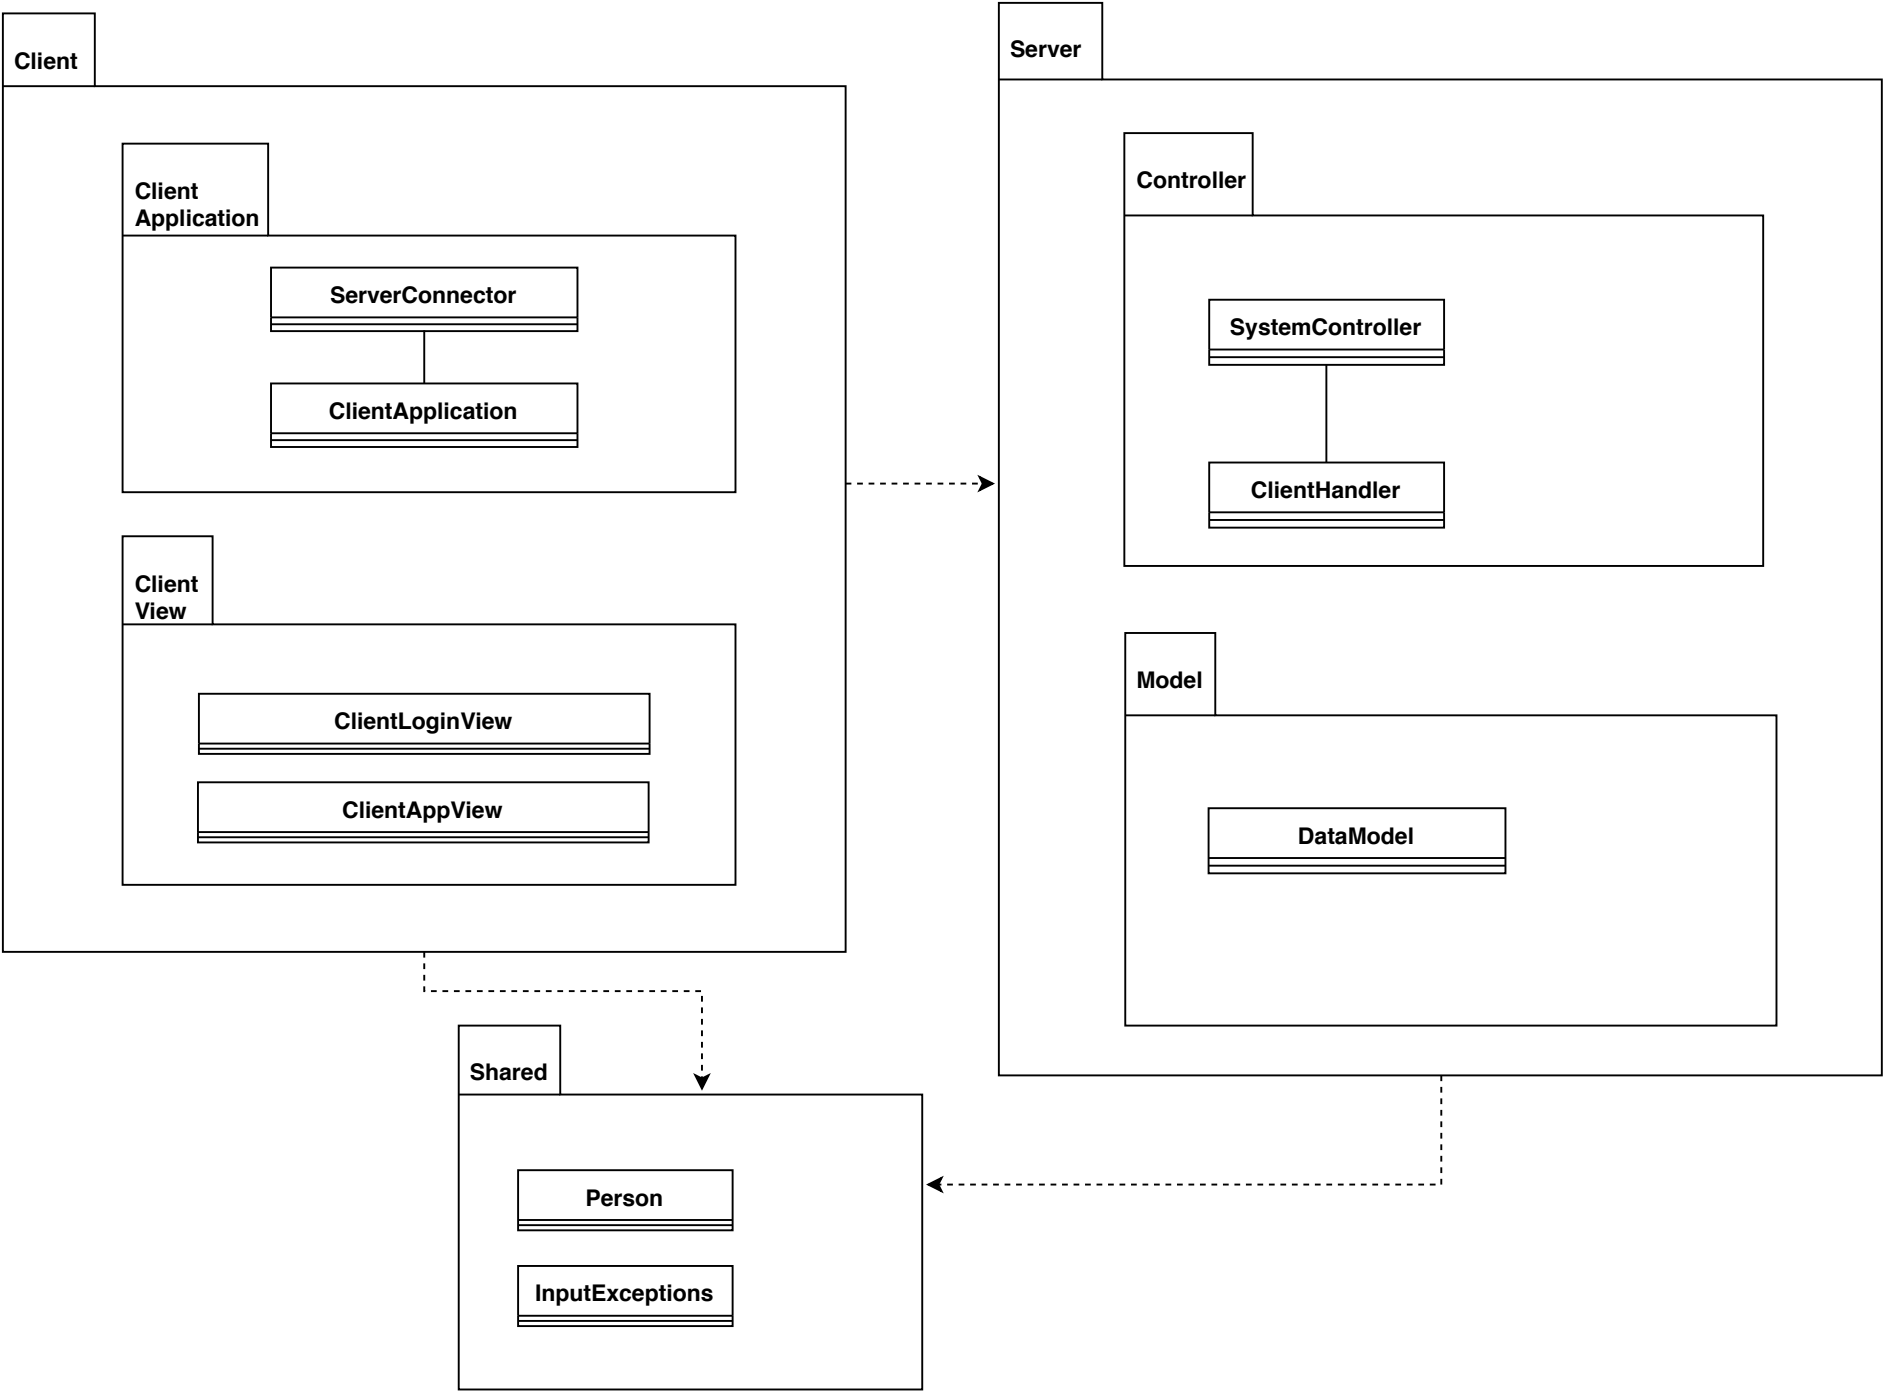 Client
Client
Application
ServerConnector
ClientApplication
Client
View
ClientLoginView
ClientAppView
Server
Controller
SystemController
ClientHandler
Model
DataModel
Shared
Person
InputExceptions